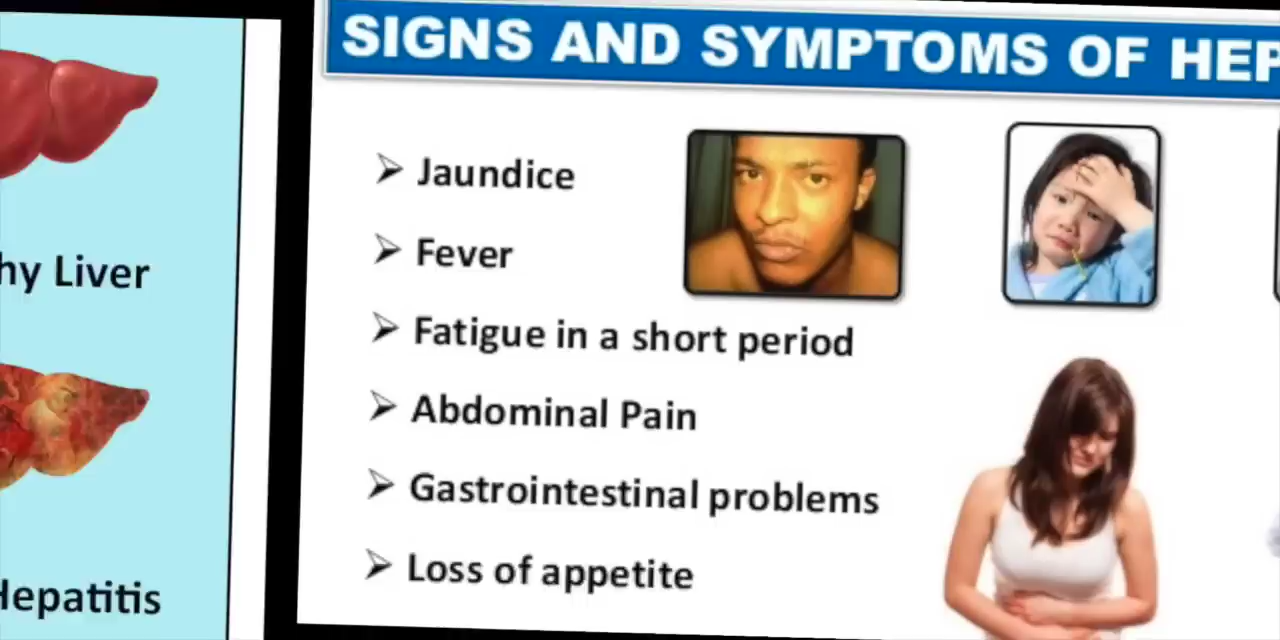 SIGNS AND SYMPTOMS OF HEP
Jaundice
Fever
Fatigue in a short period
Abdominal Pain
Gastrointestinal problems
Loss of appetite
hy Liver
Hepatitis